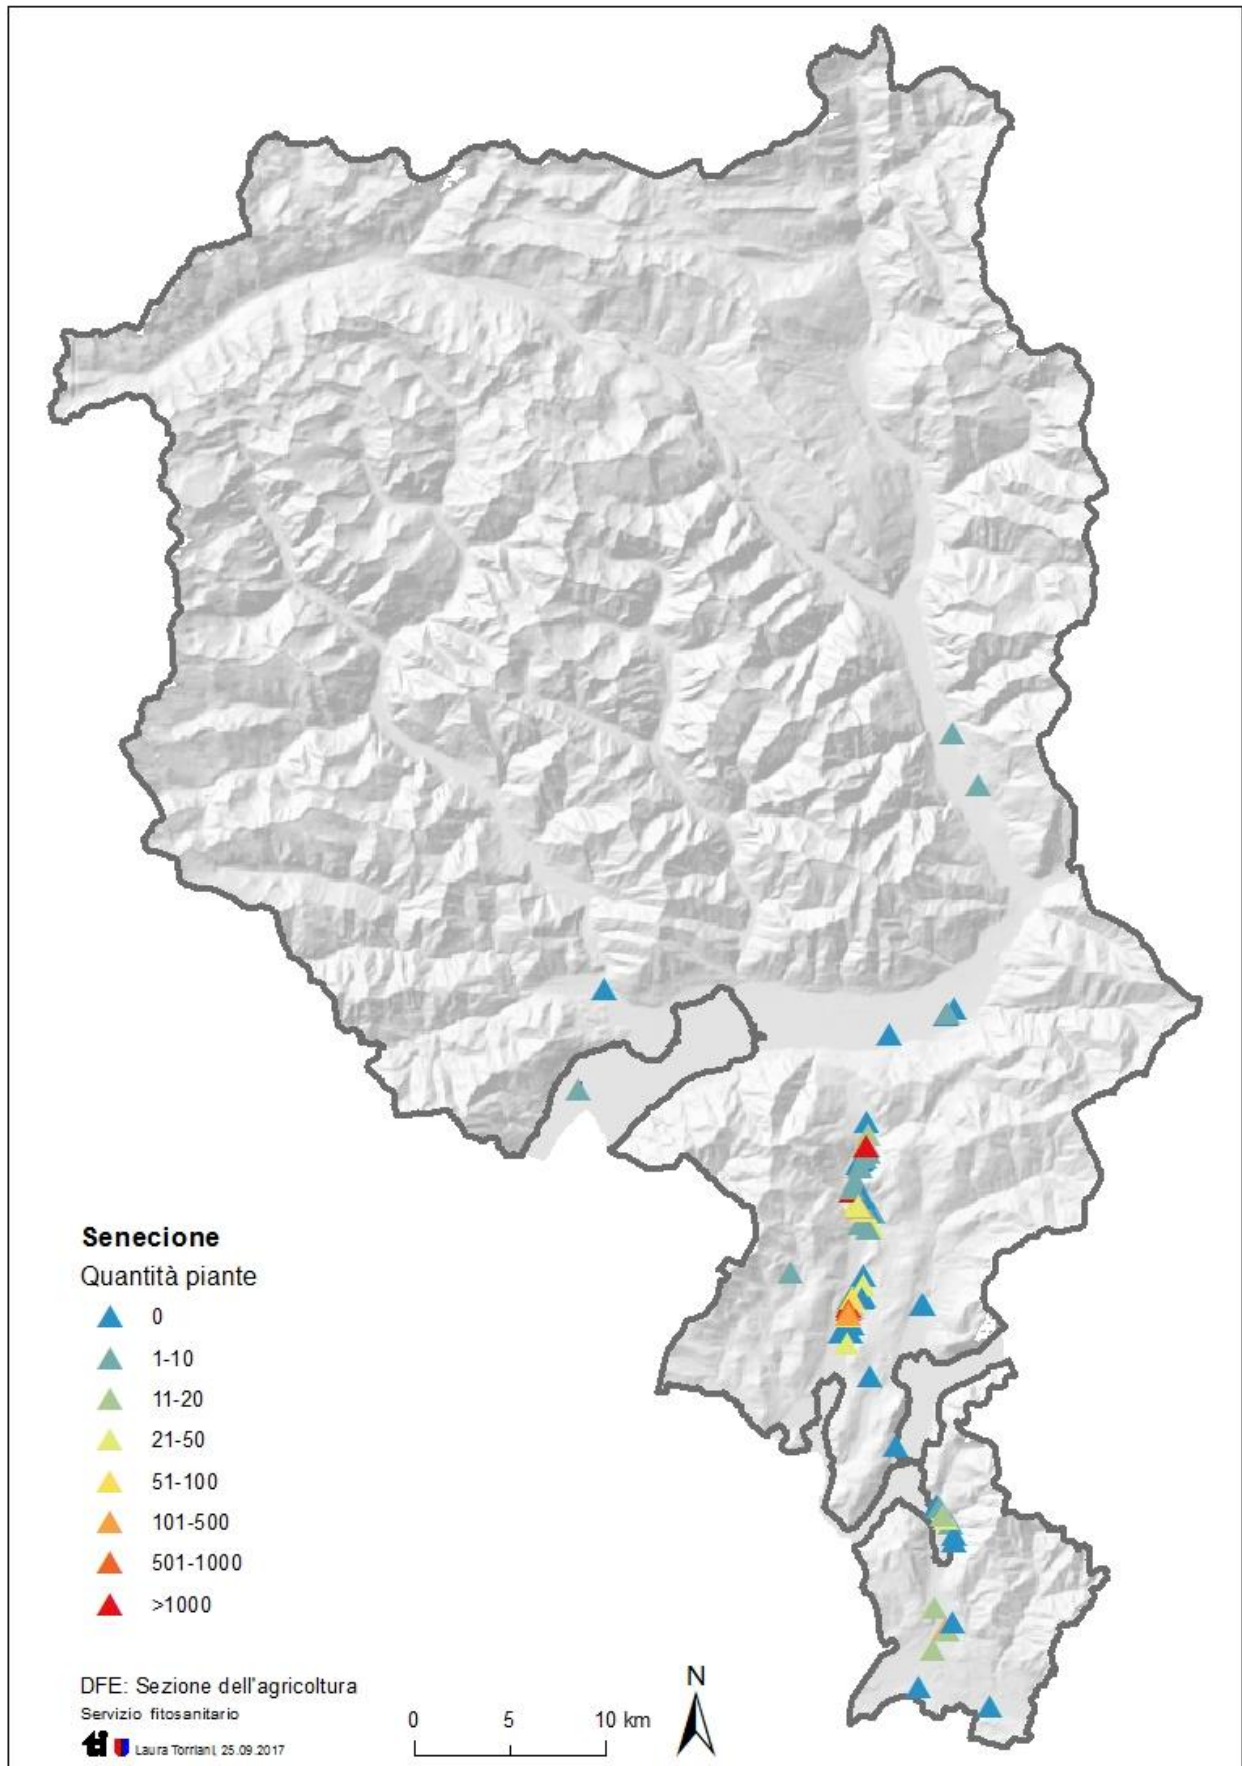 Senecione
Quantità piante
0
1-10
11-20
21-50
51-100
101-500
501-1000
>1000
DFE: Sezione dell'agricoltura
Servizio fitosanitario
ti Laura Torriani, 25.09.2017
0 5 10 km
N